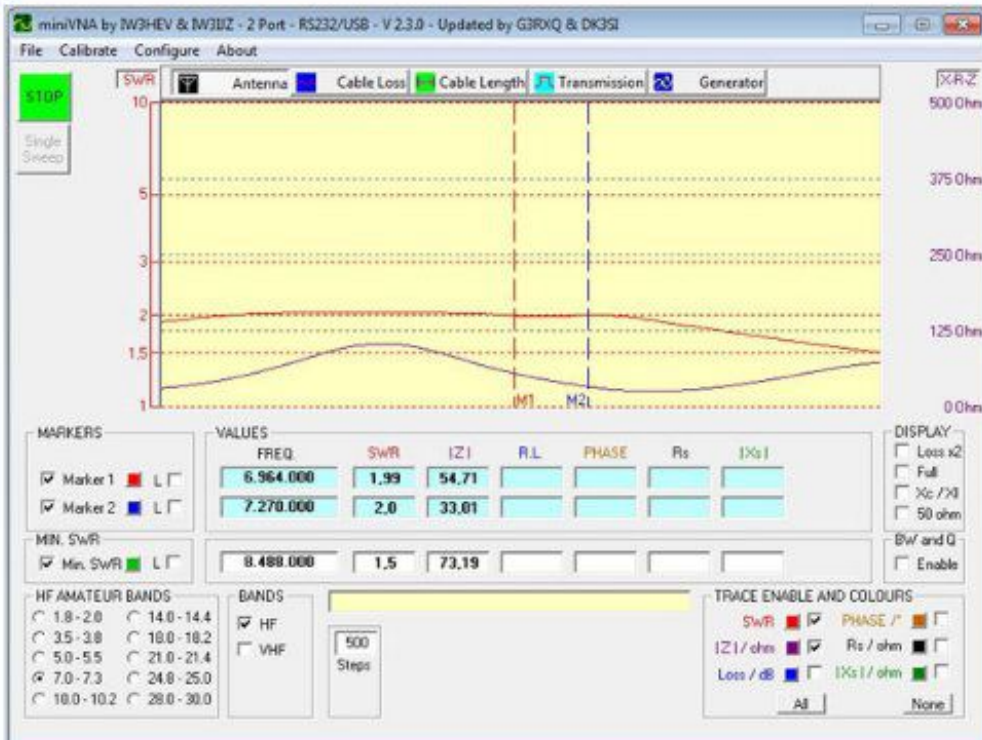 miniVNA by IW3HEV & IW3IJZ - 2 Port - RS232/USB - V 2.3.0 - Updated by G3RXQ & DK3SI
File Calibrate Configure About
STOP
Single Sweep
SWR
Antenna
Cable Loss
Cable Length
Transmission
Generator
|X-R-Z
10
5
3
2
1.5
1
500 Ohm
375 Ohm
250 Ohm
125 Ohm
0 Ohm
M1
M2
MARKERS
Marker 1 L
Marker 2 L
VALUES
FREQ. SWR |Z| R.L PHASE Rs |Xs|
6.964.000 1,99 54,71
7.270.000 2,0 33,01
MIN. SWR
Min. SWR L
8.488.000 1,5 73,19
DISPLAY
Loss x2
Full
Xc / Xl
50 ohm
BW and Q
Enable
HF AMATEUR BANDS
1.8 - 2.0 14.0 - 14.4
3.5 - 3.8 18.0 - 18.2
5.0 - 5.5 21.0 - 21.4
7.0 - 7.3 24.8 - 25.0
10.0 - 10.2 28.0 - 30.0
BANDS
HF
VHF
500
Steps
TRACE ENABLE AND COLOURS
SWR PHASE /°
|Z| / ohm Rs / ohm
Loss / dB |Xs| / ohm
All None